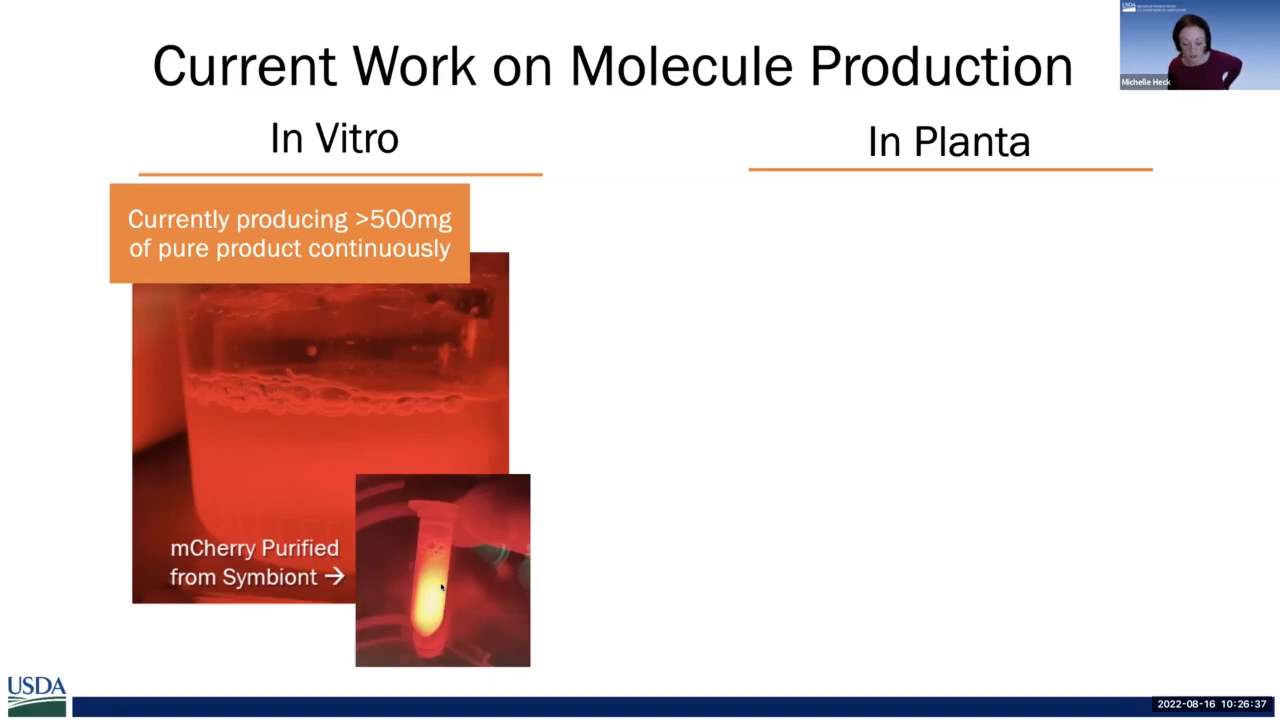 Current Work on Molecule Production
In Vitro
In Planta
Currently producing >500mg
of pure product continuously
mCherry Purified
from Symbiont →
USDA
Michelle Heck
USDA
2022-08-16 10:26:37